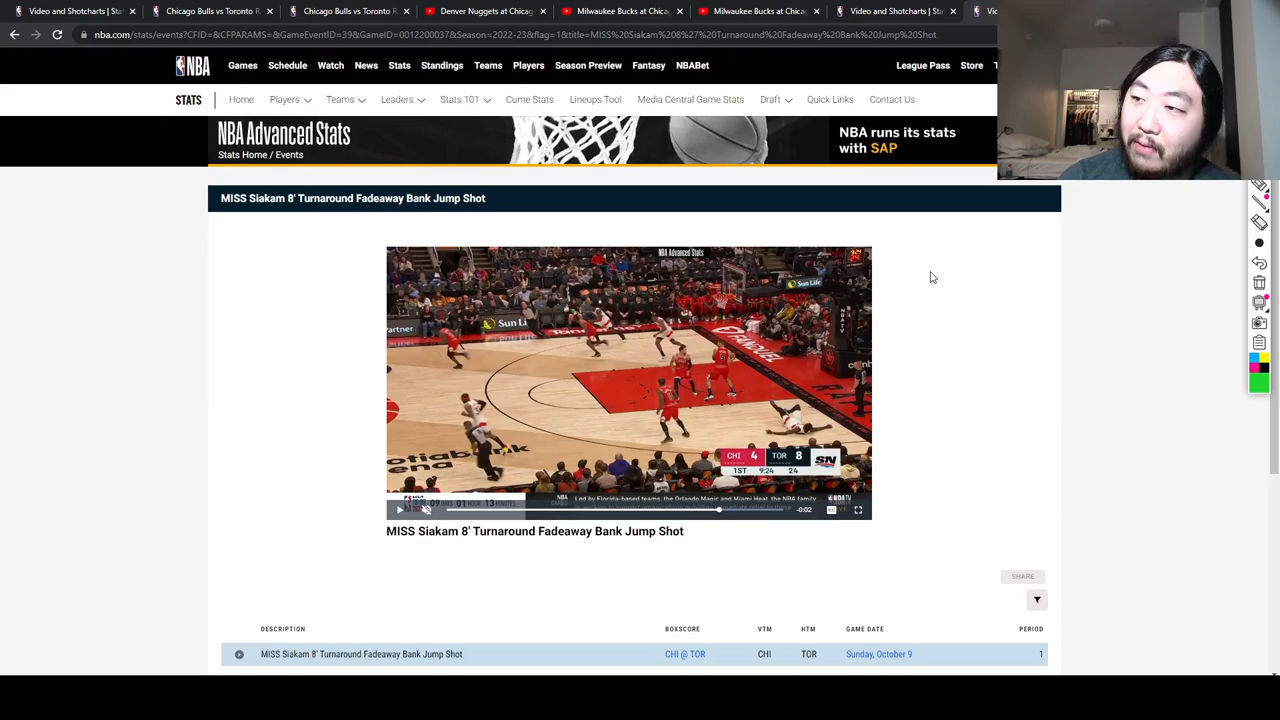 Video and Shotcharts | Stat
Chicago Bulls vs Toronto R
Chicago Bulls vs Toronto R
Denver Nuggets at Chicag
Milwaukee Bucks at Chica
Milwaukee Bucks at Chica
Video and Shotcharts | Stat
nba.com/stats/events?CFID=&CFPARAMS=&GameEventID=39&GameID=0012200037&Season=2022-23&flag=1&title=MISS%20Siakam%208%27%20Turnaround%20Fadeaway%20Bank%20Jump%20Shot
NBA Games Schedule Watch News Stats Standings Teams Players Season Preview Fantasy NBABet League Pass Store
STATS Home Players Teams Leaders Stats 101 Cume Stats Lineups Tool Media Central Game Stats Draft Quick Links Contact Us
NBA Advanced Stats
Stats Home / Events
NBA runs its stats
with SAP
MISS Siakam 8' Turnaround Fadeaway Bank Jump Shot
NBA Advanced Stats
Sun Life
Sun Li
FANDUEL
CHI 4 TOR 8 SN
1ST 9:24 24
NBA CARES Led by Florida-based teams, the Orlando Magic and Miami Heat, the NBA family
-0:02
MISS Siakam 8' Turnaround Fadeaway Bank Jump Shot
SHARE
DESCRIPTION BOXSCORE VTM HTM GAME DATE PERIOD
MISS Siakam 8' Turnaround Fadeaway Bank Jump Shot CHI @ TOR CHI TOR Sunday, October 9 1